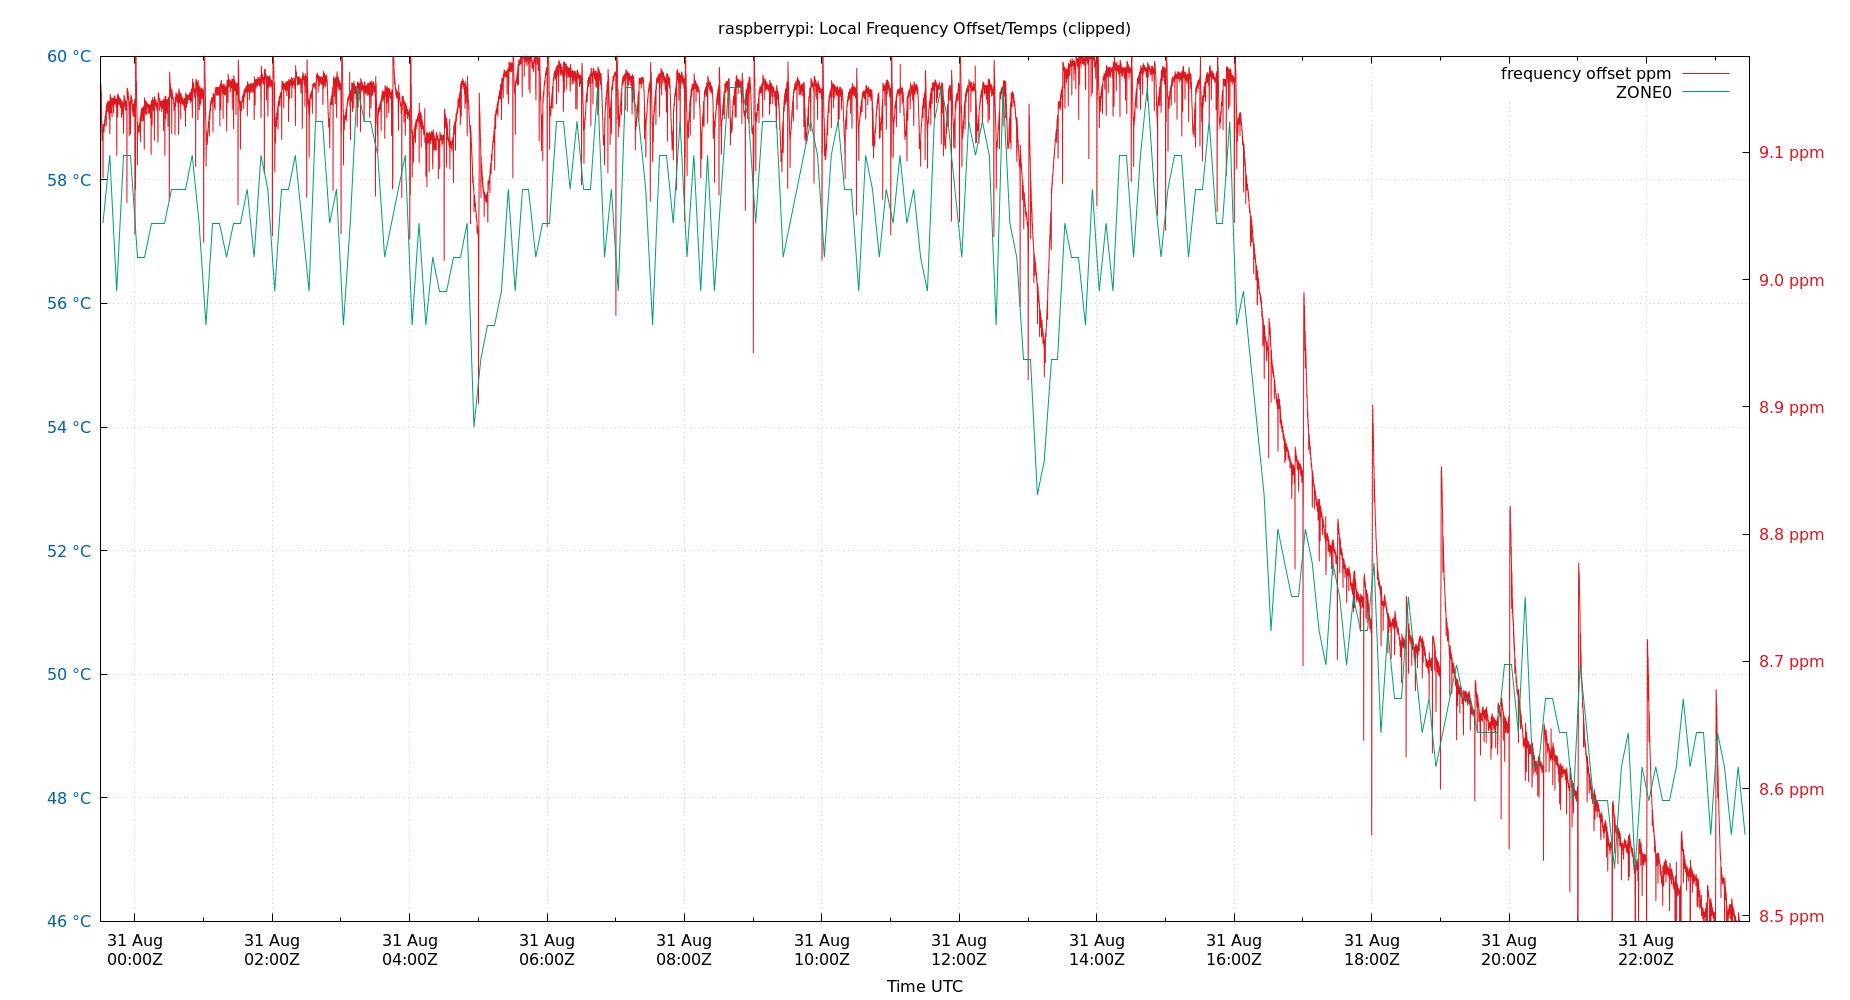 raspberrypi: Local Frequency Offset/Temps (clipped)
frequency offset ppm
ZONE0
60 °C
58 °C
56 °C
54 °C
52 °C
50 °C
48 °C
46 °C
9.1 ppm
9.0 ppm
8.9 ppm
8.8 ppm
8.7 ppm
8.6 ppm
8.5 ppm
31 Aug 31 Aug 31 Aug 31 Aug 31 Aug 31 Aug 31 Aug 31 Aug 31 Aug 31 Aug 31 Aug 31 Aug
00:00Z 02:00Z 04:00Z 06:00Z 08:00Z 10:00Z 12:00Z 14:00Z 16:00Z 18:00Z 20:00Z 22:00Z
Time UTC